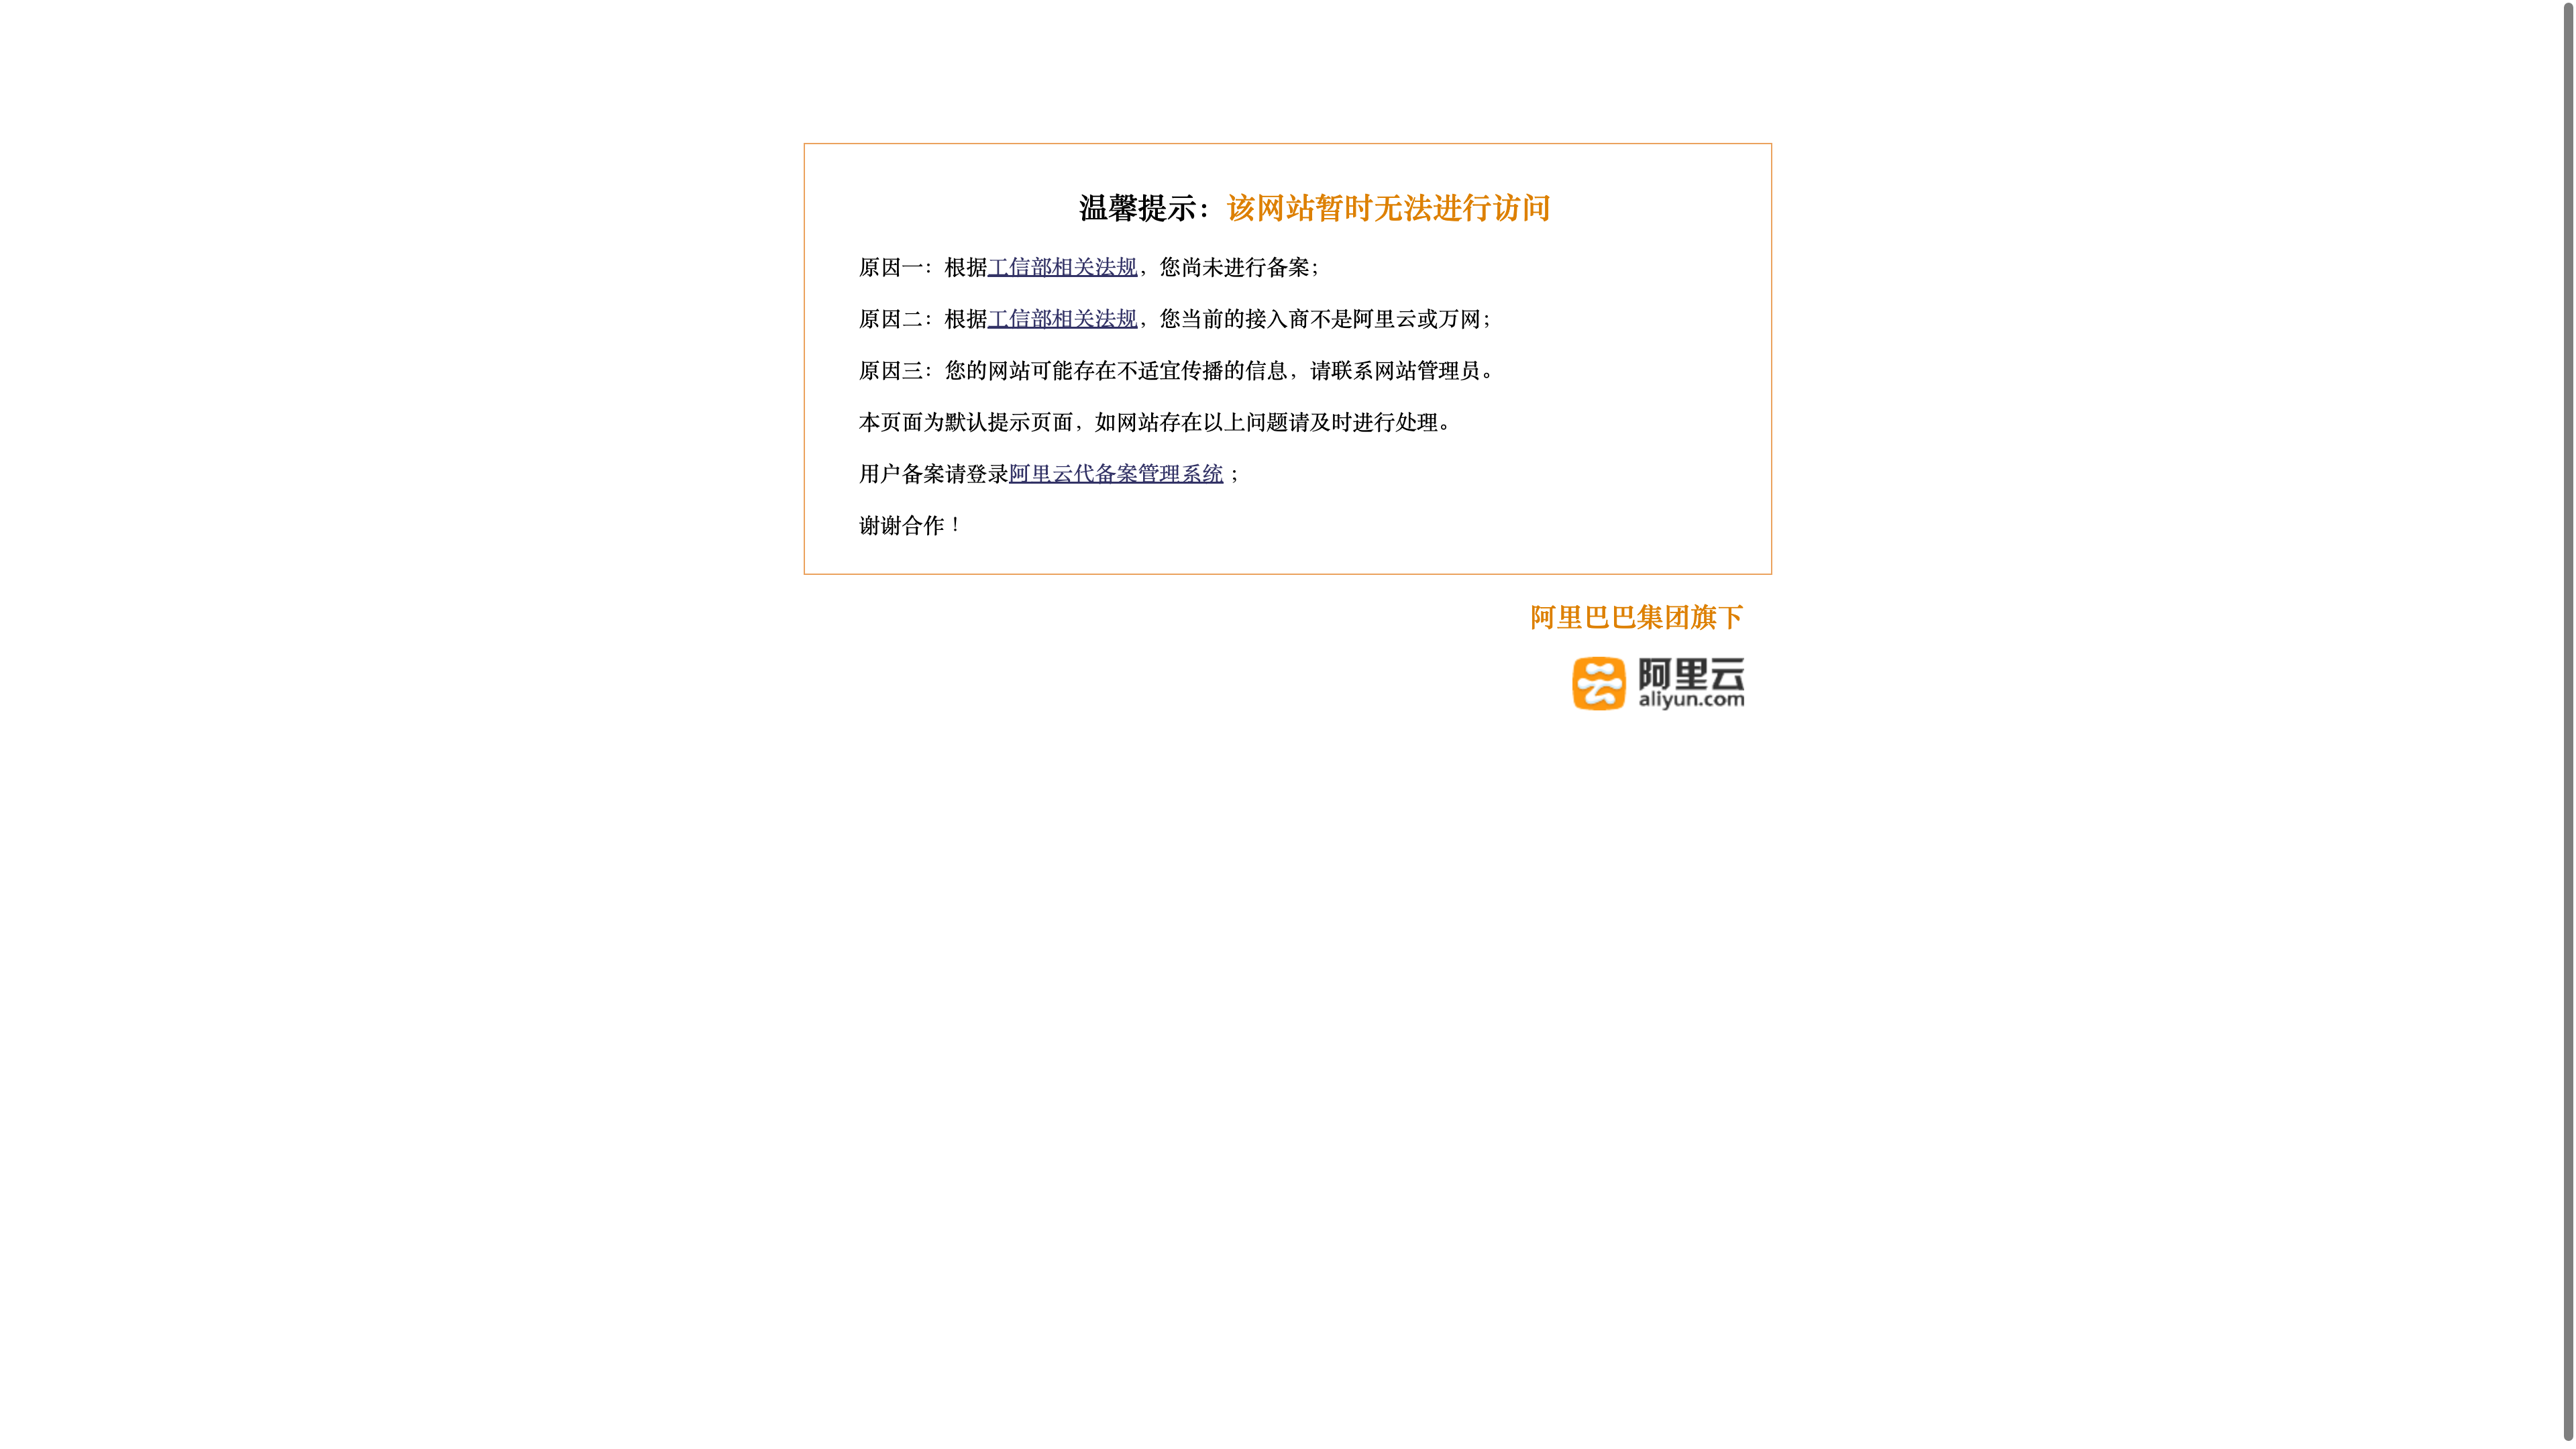 温馨提示：该网站暂时无法进行访问
原因一：根据工信部相关法规，您尚未进行备案；
原因二：根据工信部相关法规，您当前的接入商不是阿里云或万网；
原因三：您的网站可能存在不适宜传播的信息，请联系网站管理员。
本页面为默认提示页面，如网站存在以上问题请及时进行处理。
用户备案请登录阿里云代备案管理系统；
谢谢合作！
阿里巴巴集团旗下
阿里云
aliyun.com